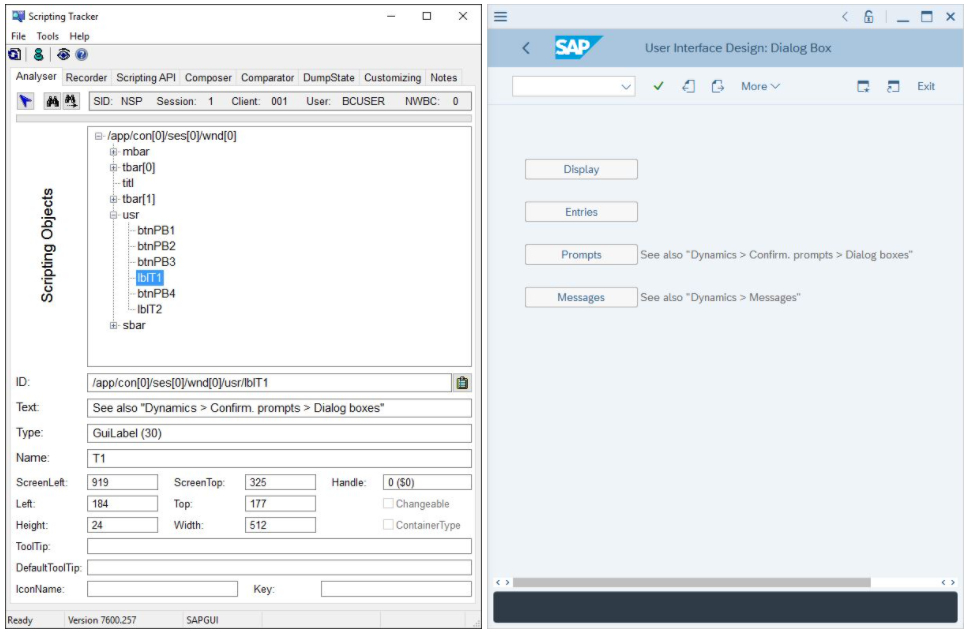 Scripting Tracker
File Tools Help
Analyser Recorder Scripting API Composer Comparator DumpState Customizing Notes
SID: NSP Session: 1 Client: 001 User: BCUSER NWBC: 0
Scripting Objects
/app/con[0]/ses[0]/wnd[0]
mbar
tbar[0]
titl
tbar[1]
usr
btnPB1
btnPB2
btnPB3
lblT1
btnPB4
lblT2
sbar
ID: /app/con[0]/ses[0]/wnd[0]/usr/lblT1
Text: See also "Dynamics > Confirm. prompts > Dialog boxes"
Type: GuiLabel (30)
Name: T1
ScreenLeft: 919 ScreenTop: 325 Handle: 0 ($0)
Left: 184 Top: 177 Changeable
Height: 24 Width: 512 ContainerType
ToolTip:
DefaultToolTip:
IconName: Key:
Ready Version 7600.257 SAPGUI
SAP User Interface Design: Dialog Box
More Exit
Display
Entries
Prompts See also "Dynamics > Confirm. prompts > Dialog boxes"
Messages See also "Dynamics > Messages"